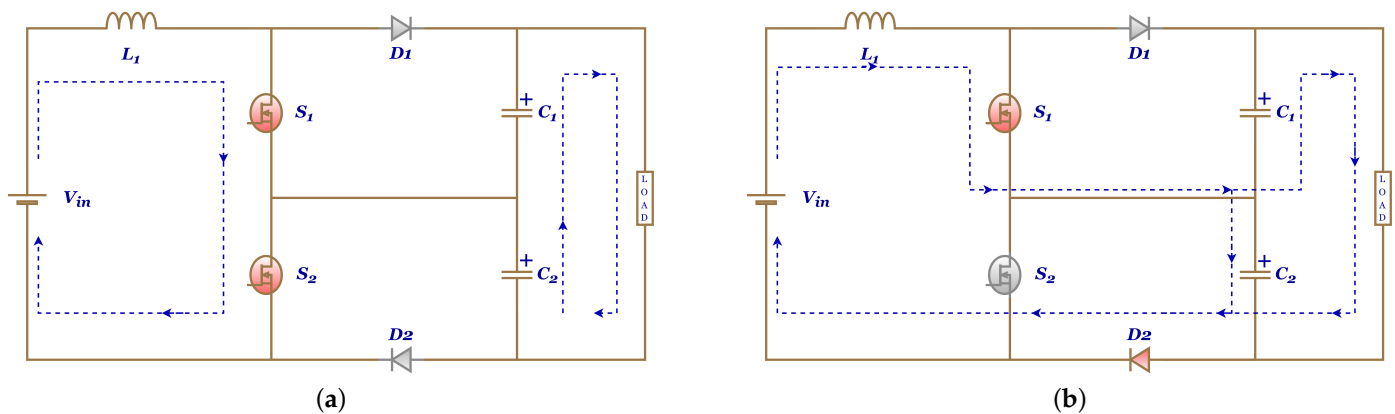 L1
D1
S1
+
C1
Vin
LOAD
S2
+
C2
D2
(a)
L1
D1
S1
+
C1
Vin
LOAD
S2
+
C2
D2
(b)